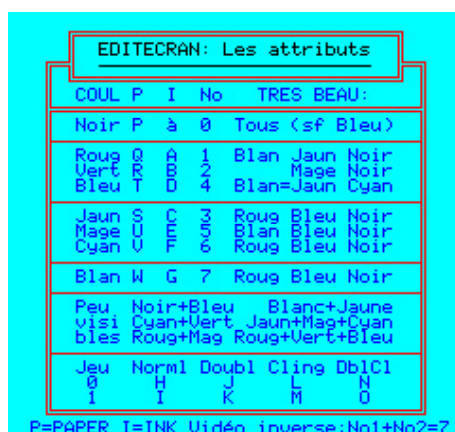 EDITECRAN: Les attributs
COUL P I No TRES BEAU:
Noir P à 0 Tous (sf Bleu)
Roug Q A 1 Blan Jaun Noir
Vert R B 2 Mage Noir
Bleu T D 4 Blan=Jaun Cyan
Jaun S C 3 Roug Bleu Noir
Mage U E 5 Blan Bleu Noir
Cyan V F 6 Roug Bleu Noir
Blan W G 7 Roug Bleu Noir
Peu Noir+Bleu Blanc+Jaune
visi Cyan+Vert Jaun+Mag+Cyan
bles Roug+Mag Roug+Vert+Bleu
Jeu Norml Doubl Cling DblCl
0 H J L N
1 I K M O
P=PAPER I=INK Vidéo inverse:No1+No2=7